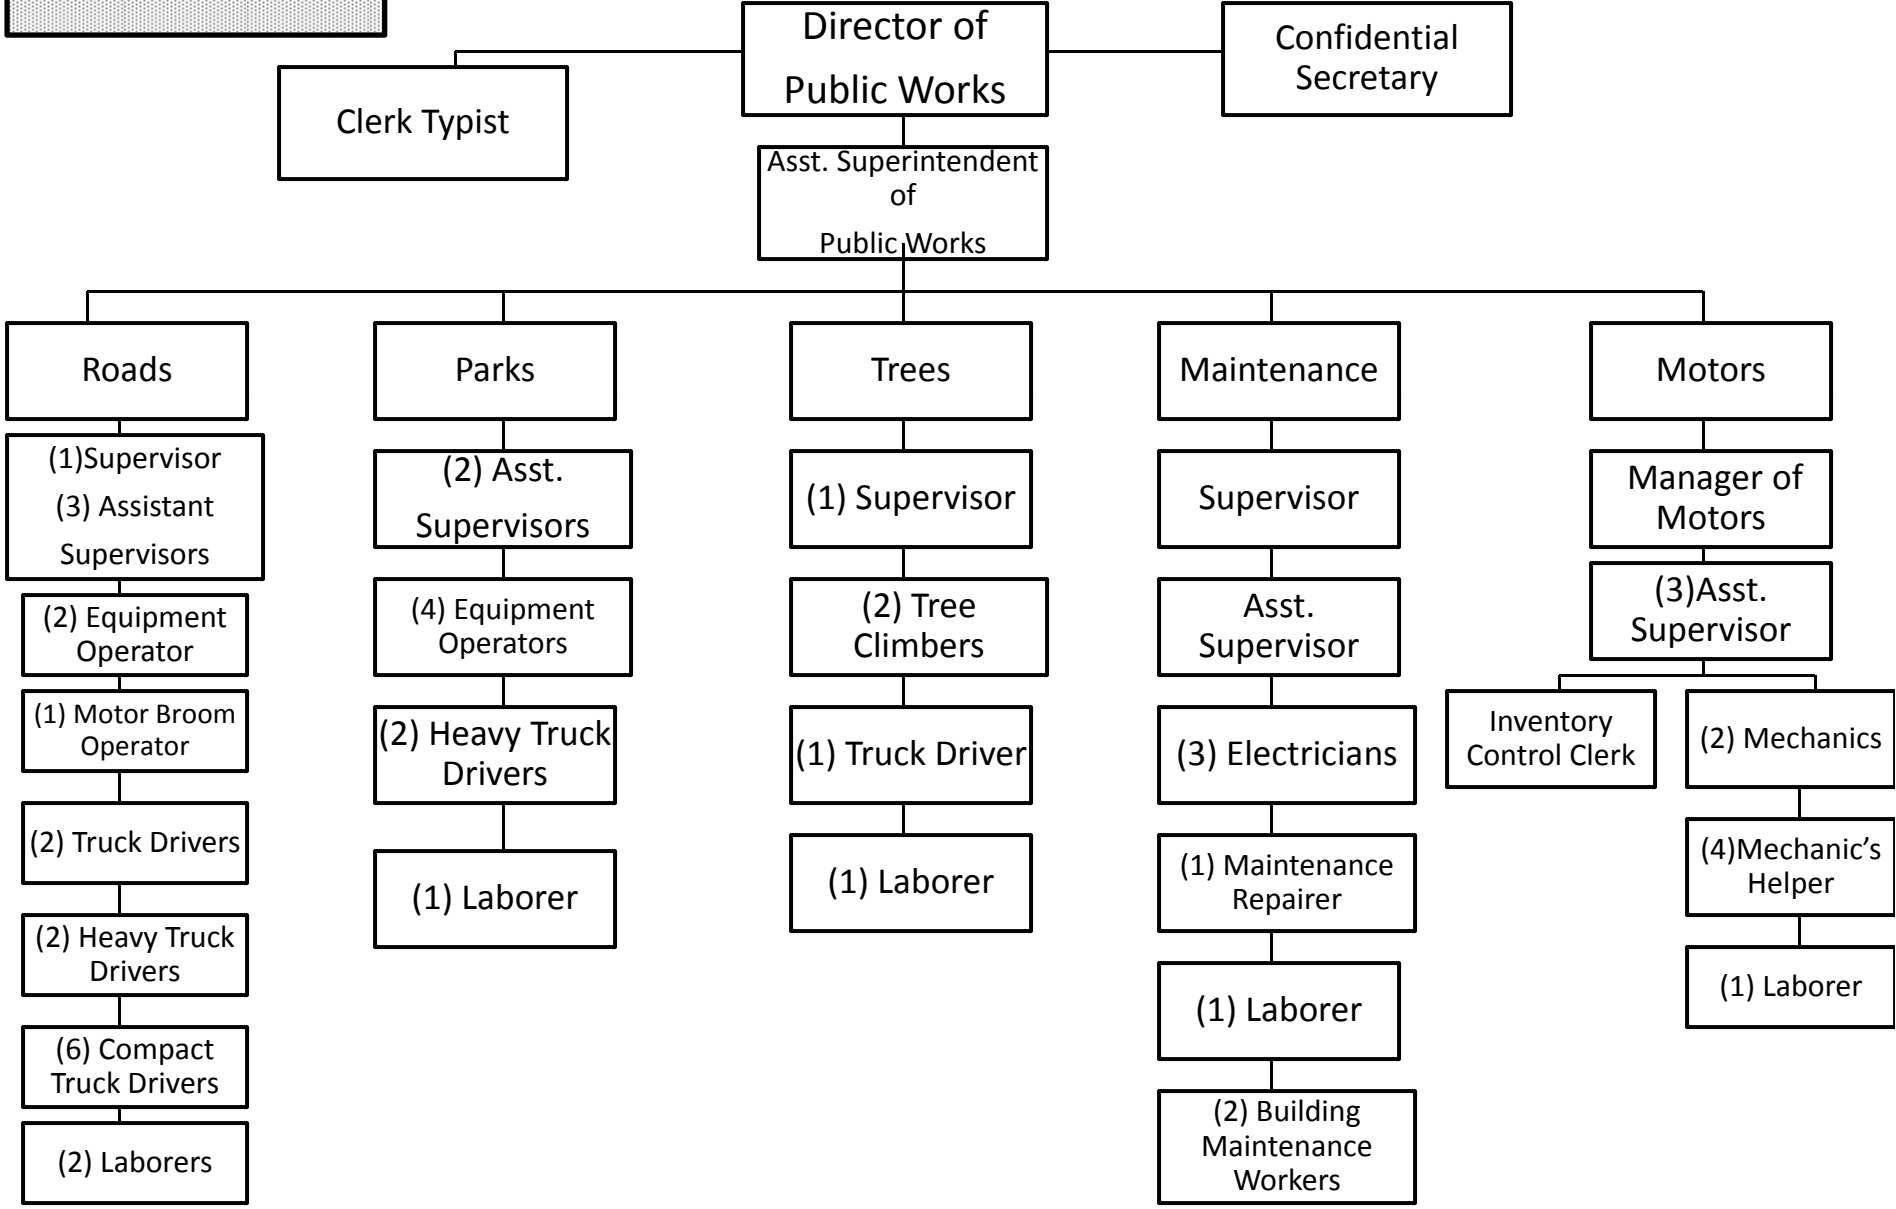 Director of
Public Works
Confidential
Secretary
Clerk Typist
Asst. Superintendent
of
Public Works
Roads
Parks
Trees
Maintenance
Motors
(1)Supervisor
(3) Assistant
Supervisors
(2) Equipment
Operator
(1) Motor Broom
Operator
(2) Truck Drivers
(2) Heavy Truck
Drivers
(6) Compact
Truck Drivers
(2) Laborers
(2) Asst.
Supervisors
(4) Equipment
Operators
(2) Heavy Truck
Drivers
(1) Laborer
(1) Supervisor
(2) Tree
Climbers
(1) Truck Driver
(1) Laborer
Supervisor
Asst.
Supervisor
(3) Electricians
(1) Maintenance
Repairer
(1) Laborer
(2) Building
Maintenance
Workers
Manager of
Motors
(3)Asst.
Supervisor
Inventory
Control Clerk
(2) Mechanics
(4)Mechanic’s
Helper
(1) Laborer